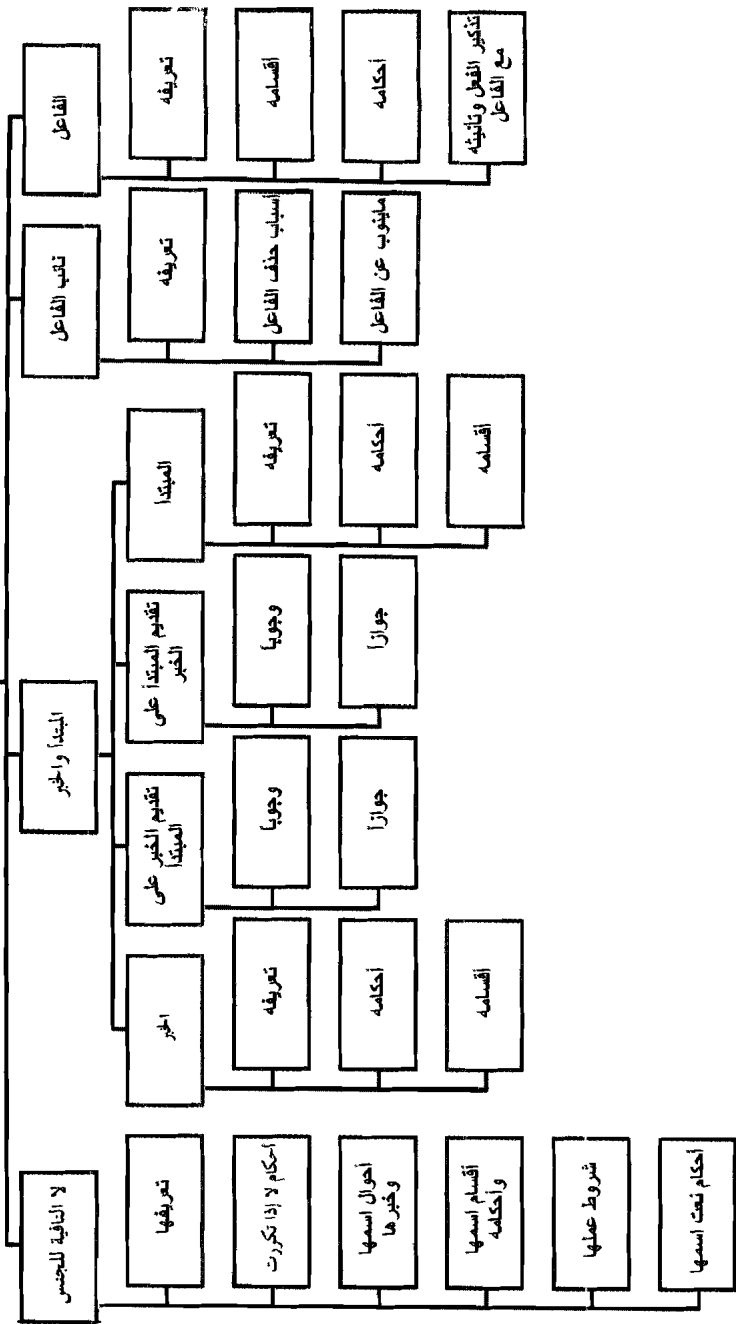 الفاعل
تعريفه
أقسامه
أحكامه
تذكير الفعل وتأنيثه
مع الفاعل
نائب الفاعل
تعريفه
أسباب حذف الفاعل
ماينوب عن الفاعل
المبتدأ والخبر
المبتدأ
تعريفه
أحكامه
أقسامه
تقديم المبتدأ على
الخبر
وجوباً
جوازاً
تقديم الخبر على
المبتدأ
وجوباً
جوازاً
الخبر
تعريفه
أحكامه
أقسامه
لا النافية للجنس
تعريفها
أحكام لا إذا تكررت
أحوال اسمها
وخبرها
أقسام اسمها
وأحكامه
شروط عملها
أحكام نعت اسمها